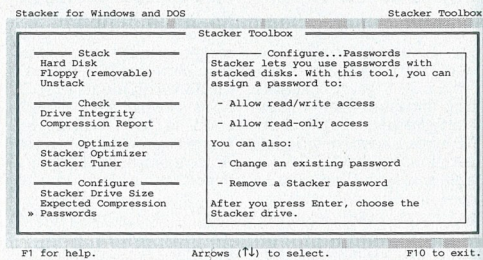 Stacker for Windows and DOS
Stacker Toolbox
Stacker Toolbox
Stack
Hard Disk
Floppy (removable)
Unstack
Check
Drive Integrity
Compression Report
Optimize
Stacker Optimizer
Stacker Tuner
Configure
Stacker Drive Size
Expected Compression
» Passwords
Configure...Passwords
Stacker lets you use passwords with
stacked disks. With this tool, you can
assign a password to:
- Allow read/write access
- Allow read-only access
You can also:
- Change an existing password
- Remove a Stacker password
After you press Enter, choose the
Stacker drive.
F1 for help.
Arrows (↑↓) to select.
F10 to exit.